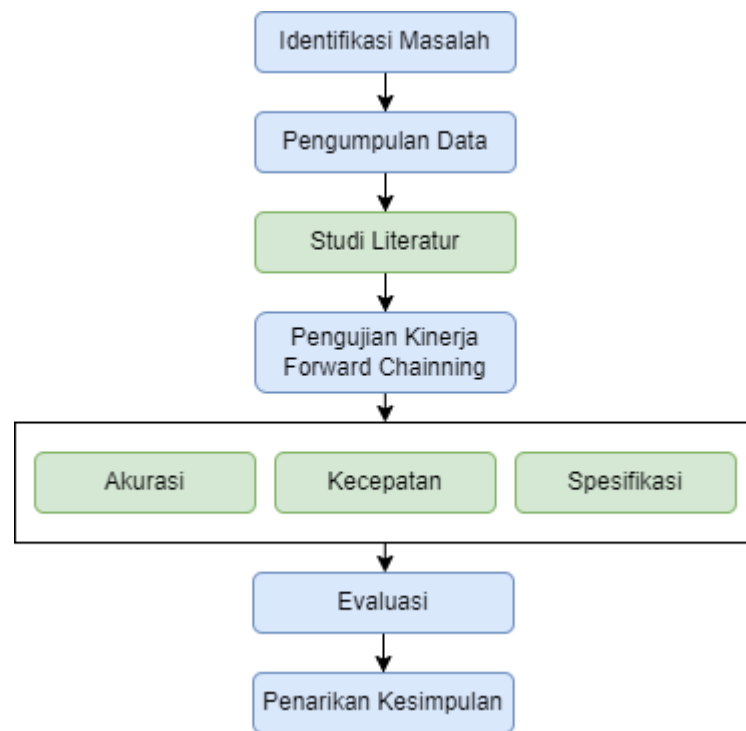 Identifikasi Masalah
Pengumpulan Data
Studi Literatur
Pengujian Kinerja
Forward Chainning
Akurasi
Kecepatan
Spesifikasi
Evaluasi
Penarikan Kesimpulan